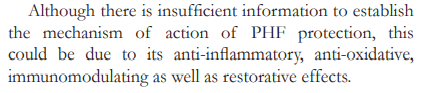 Although there is insufficient information to establish
the mechanism of action of PHF protection, this
could be due to its anti-inflammatory, anti-oxidative,
immunomodulating as well as restorative effects.